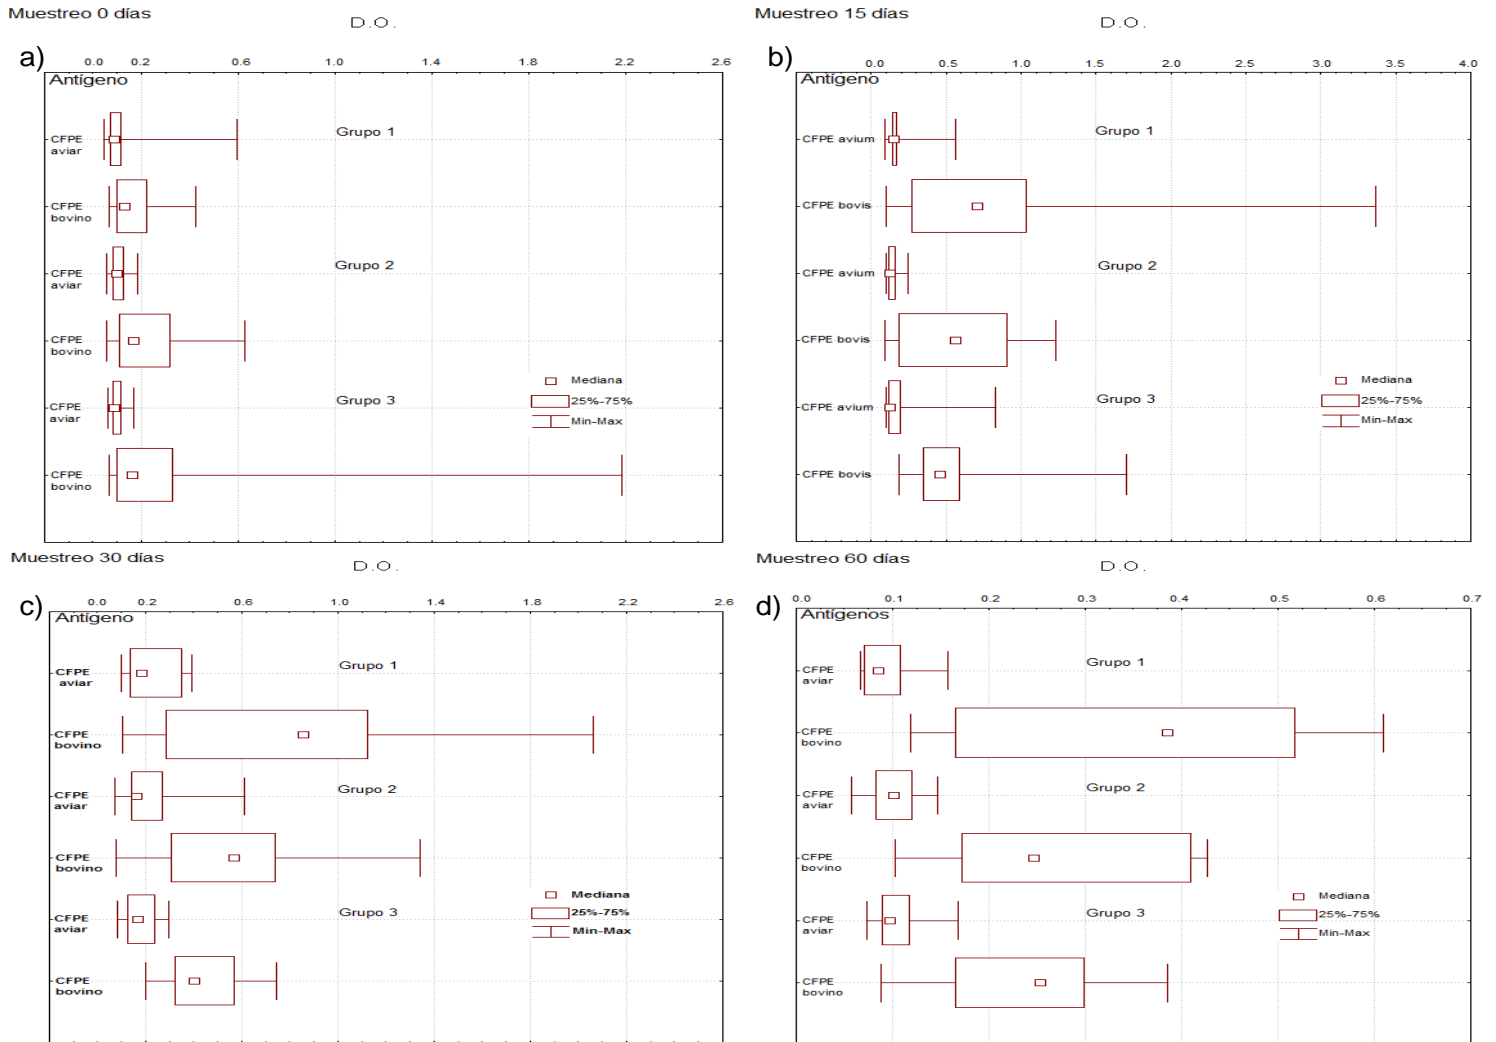 Muestreo 0 días
D.O.
a)
0.0 0.2 0.6 1.0 1.4 1.8 2.2 2.6
Antígeno
CFPE
aviar
Grupo 1
CFPE
bovino
CFPE
aviar
Grupo 2
CFPE
bovino
CFPE
aviar
Grupo 3
CFPE
bovino
Mediana
25%-75%
Min-Max
Muestreo 15 días
D.O.
b)
0.0 0.5 1.0 1.5 2.0 2.5 3.0 3.5 4.0
Antígeno
CFPE avium
Grupo 1
CFPE bovis
CFPE avium
Grupo 2
CFPE bovis
CFPE avium
Grupo 3
CFPE bovis
Mediana
25%-75%
Min-Max
Muestreo 30 días
D.O.
c)
0.0 0.2 0.6 1.0 1.4 1.8 2.2 2.6
Antígeno
CFPE
aviar
Grupo 1
CFPE
bovino
CFPE
aviar
Grupo 2
CFPE
bovino
CFPE
aviar
Grupo 3
CFPE
bovino
Mediana
25%-75%
Min-Max
Muestreo 60 días
D.O.
d)
0.0 0.1 0.2 0.3 0.4 0.5 0.6 0.7
Antígenos
CFPE
aviar
Grupo 1
CFPE
bovino
CFPE
aviar
Grupo 2
CFPE
bovino
CFPE
aviar
Grupo 3
CFPE
bovino
Mediana
25%-75%
Min-Max